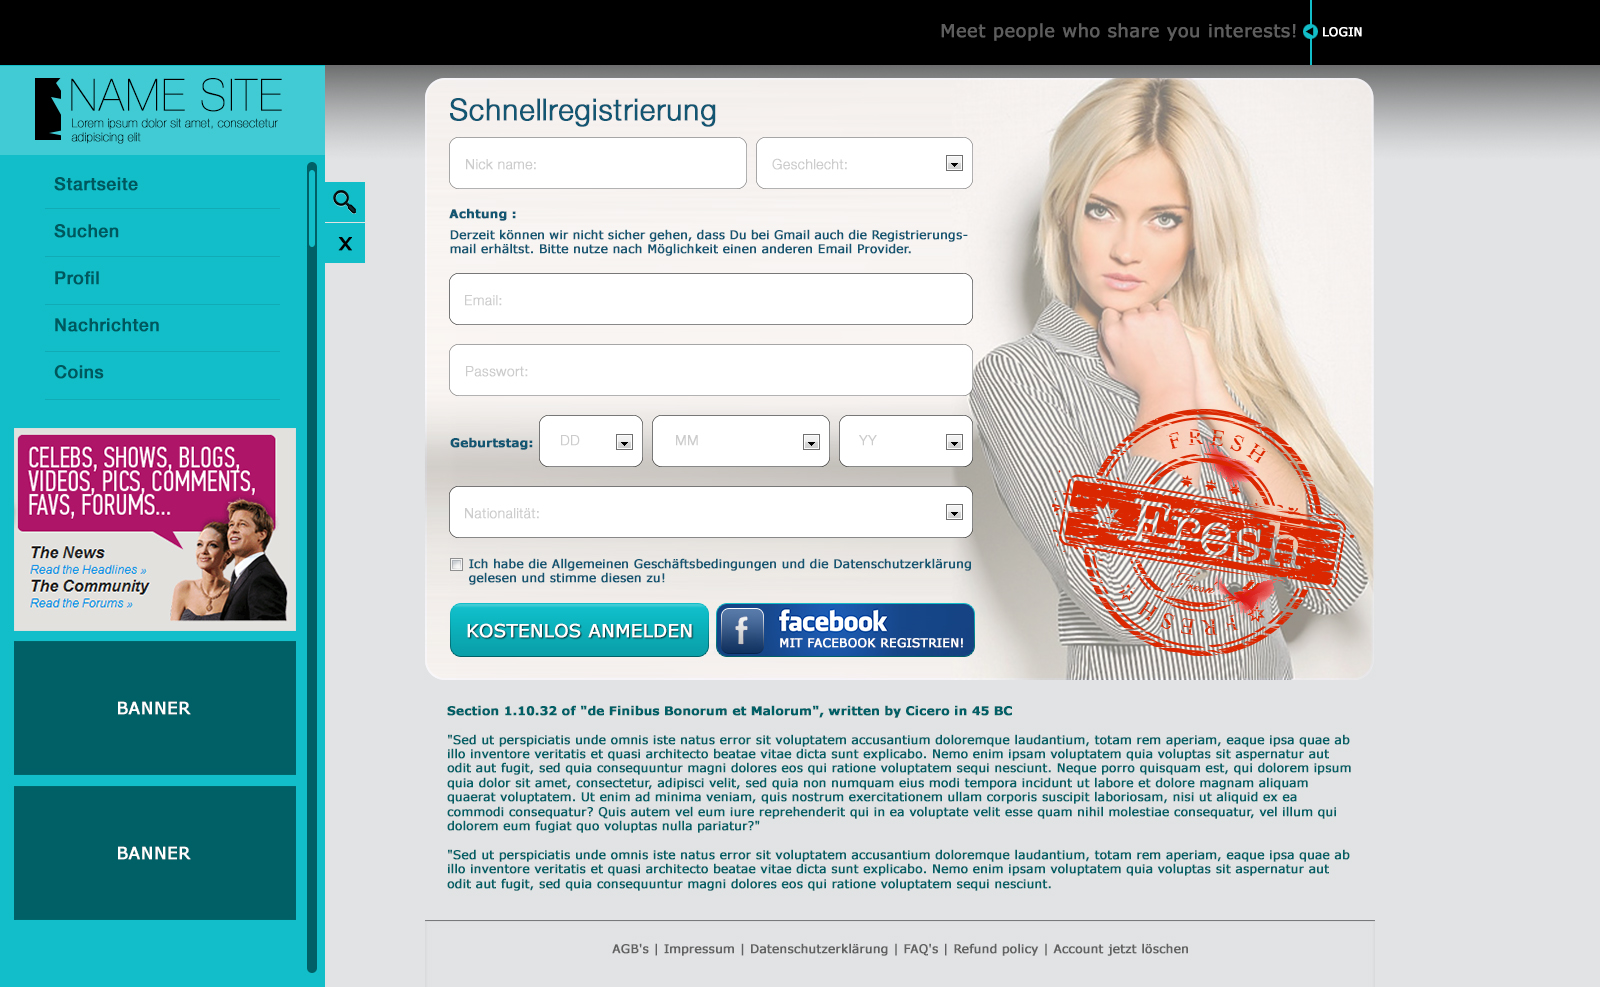 Meet people who share you interests!
LOGIN
NAME SITE
Lorem ipsum dolor sit amet, consectetur
adipisicing elit
Startseite
Suchen
Profil
Nachrichten
Coins
X
CELEBS, SHOWS, BLOGS,
VIDEOS, PICS, COMMENTS,
FAVS, FORUMS...
The News
Read the Headlines »
The Community
Read the Forums »
BANNER
BANNER
Schnellregistrierung
Nick name:
Geschlecht:
Achtung :
Derzeit können wir nicht sicher gehen, dass Du bei Gmail auch die Registrierungs-
mail erhältst. Bitte nutze nach Möglichkeit einen anderen Email Provider.
Email:
Passwort:
Geburtstag:
DD
MM
YY
Nationalität:
Ich habe die Allgemeinen Geschäftsbedingungen und die Datenschutzerklärung
gelesen und stimme diesen zu!
KOSTENLOS ANMELDEN
f
facebook
MIT FACEBOOK REGISTRIEN!
FRESH
Fresh
FRESH
Section 1.10.32 of "de Finibus Bonorum et Malorum", written by Cicero in 45 BC
"Sed ut perspiciatis unde omnis iste natus error sit voluptatem accusantium doloremque laudantium, totam rem aperiam, eaque ipsa quae ab
illo inventore veritatis et quasi architecto beatae vitae dicta sunt explicabo. Nemo enim ipsam voluptatem quia voluptas sit aspernatur aut
odit aut fugit, sed quia consequuntur magni dolores eos qui ratione voluptatem sequi nesciunt. Neque porro quisquam est, qui dolorem ipsum
quia dolor sit amet, consectetur, adipisci velit, sed quia non numquam eius modi tempora incidunt ut labore et dolore magnam aliquam
quaerat voluptatem. Ut enim ad minima veniam, quis nostrum exercitationem ullam corporis suscipit laboriosam, nisi ut aliquid ex ea
commodi consequatur? Quis autem vel eum iure reprehenderit qui in ea voluptate velit esse quam nihil molestiae consequatur, vel illum qui
dolorem eum fugiat quo voluptas nulla pariatur?"
"Sed ut perspiciatis unde omnis iste natus error sit voluptatem accusantium doloremque laudantium, totam rem aperiam, eaque ipsa quae ab
illo inventore veritatis et quasi architecto beatae vitae dicta sunt explicabo. Nemo enim ipsam voluptatem quia voluptas sit aspernatur aut
odit aut fugit, sed quia consequuntur magni dolores eos qui ratione voluptatem sequi nesciunt.
AGB's | Impressum | Datenschutzerklärung | FAQ's | Refund policy | Account jetzt löschen